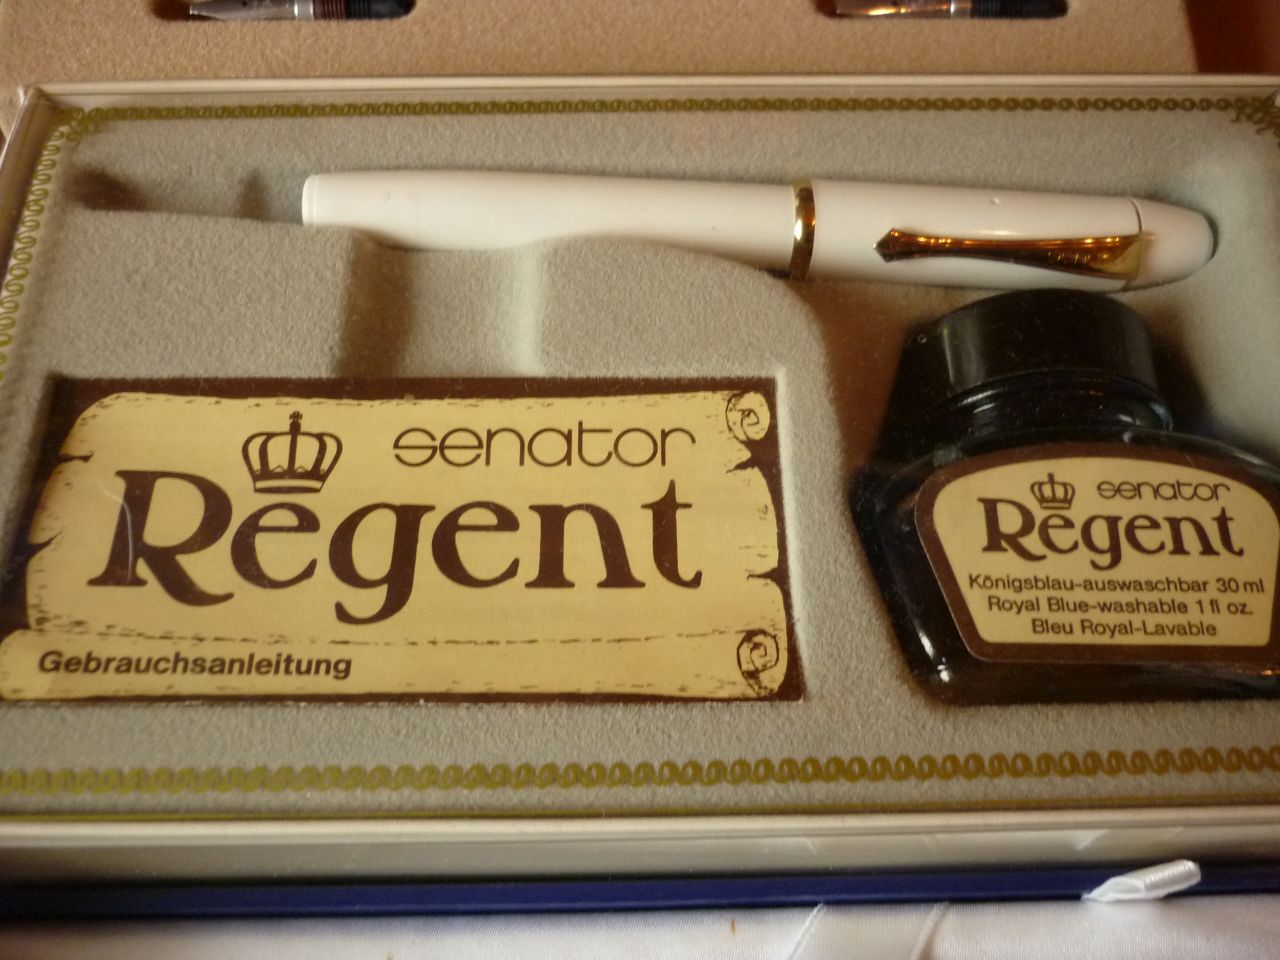 senator
Regent
Gebrauchsanleitung
senator
Regent
Königsblau-auswaschbar 30 ml
Royal Blue-washable 1 fl oz.
Bleu Royal-Lavable